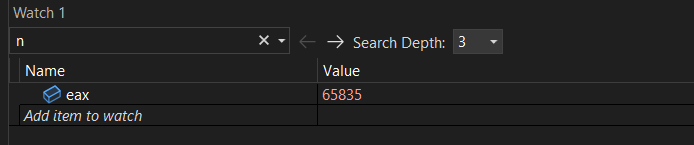 Watch 1
n Search Depth: 3
Name Value
eax 65835
Add item to watch